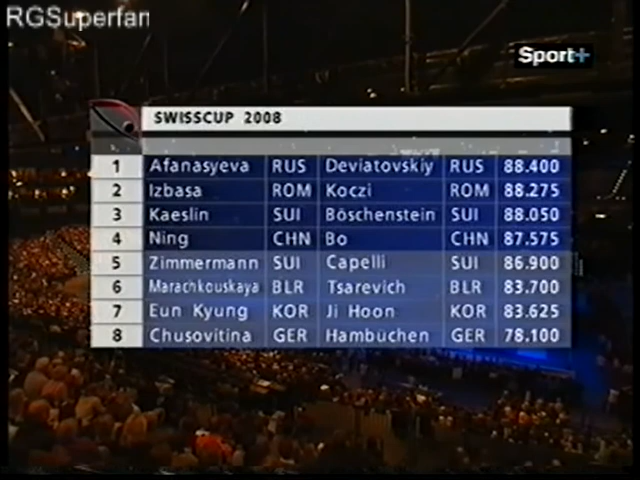 RGSuperfan
Sport+
SWISSCUP 2008
1 Afanasyeva RUS Deviatovskiy RUS 88.400
2 Izbasa ROM Koczi ROM 88.275
3 Kaeslin SUI Böschenstein SUI 88.050
4 Ning CHN Bo CHN 87.575
5 Zimmermann SUI Capelli SUI 86.900
6 Marachkouskaya BLR Tsarevich BLR 83.700
7 Eun Kyung KOR Ji Hoon KOR 83.625
8 Chusovitina GER Hambüchen GER 78.100